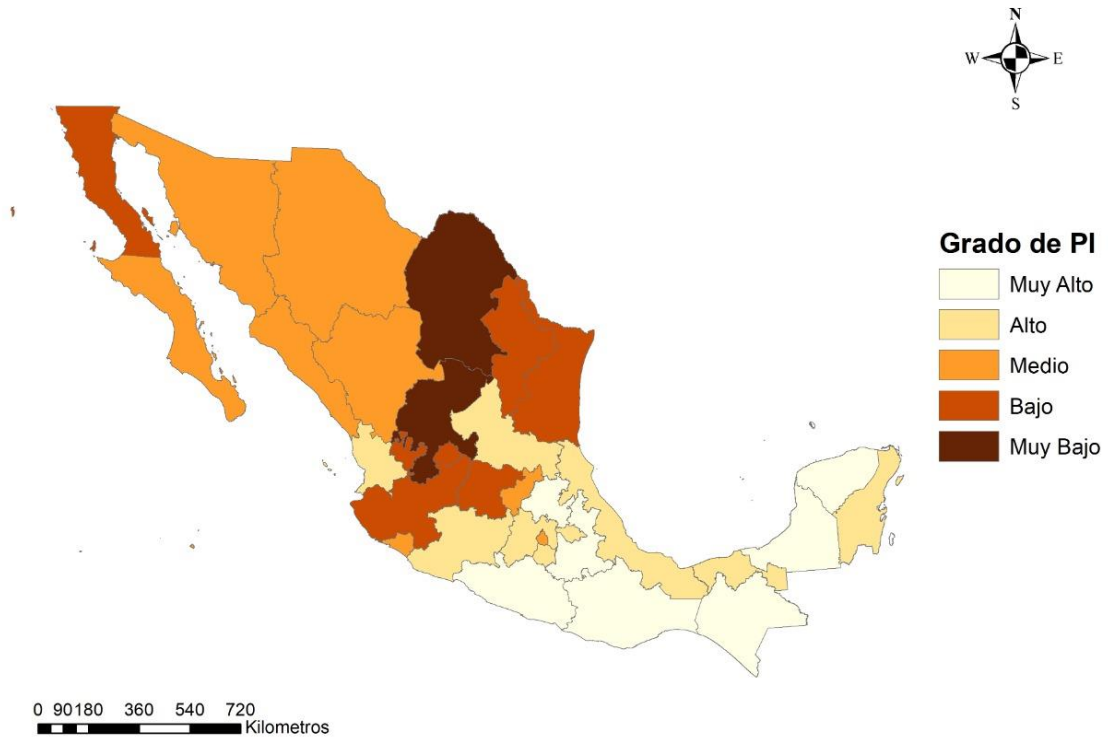 N
W E
S
Grado de PI
Muy Alto
Alto
Medio
Bajo
Muy Bajo
0 90180 360 540 720
Kilometros